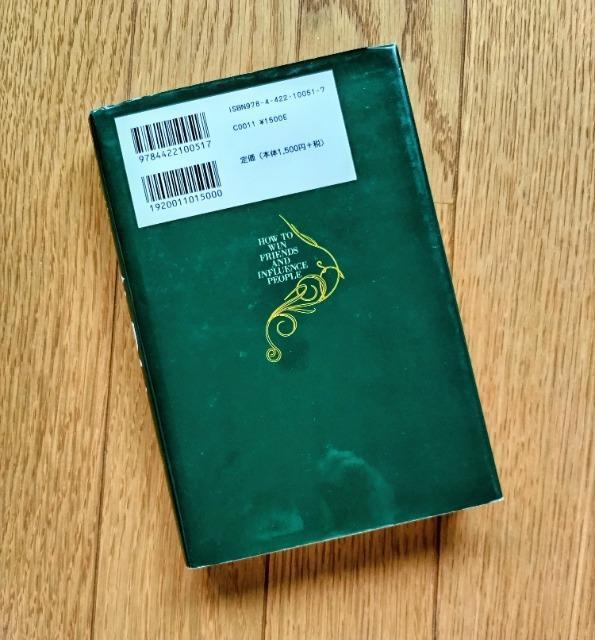 ISBN978-4-422-10051-7
C0011 ¥1500E
定価（本体1,500円＋税）
9784422100517
1920011015000
HOW TO
WIN
FRIENDS
AND
INFLUENCE
PEOPLE